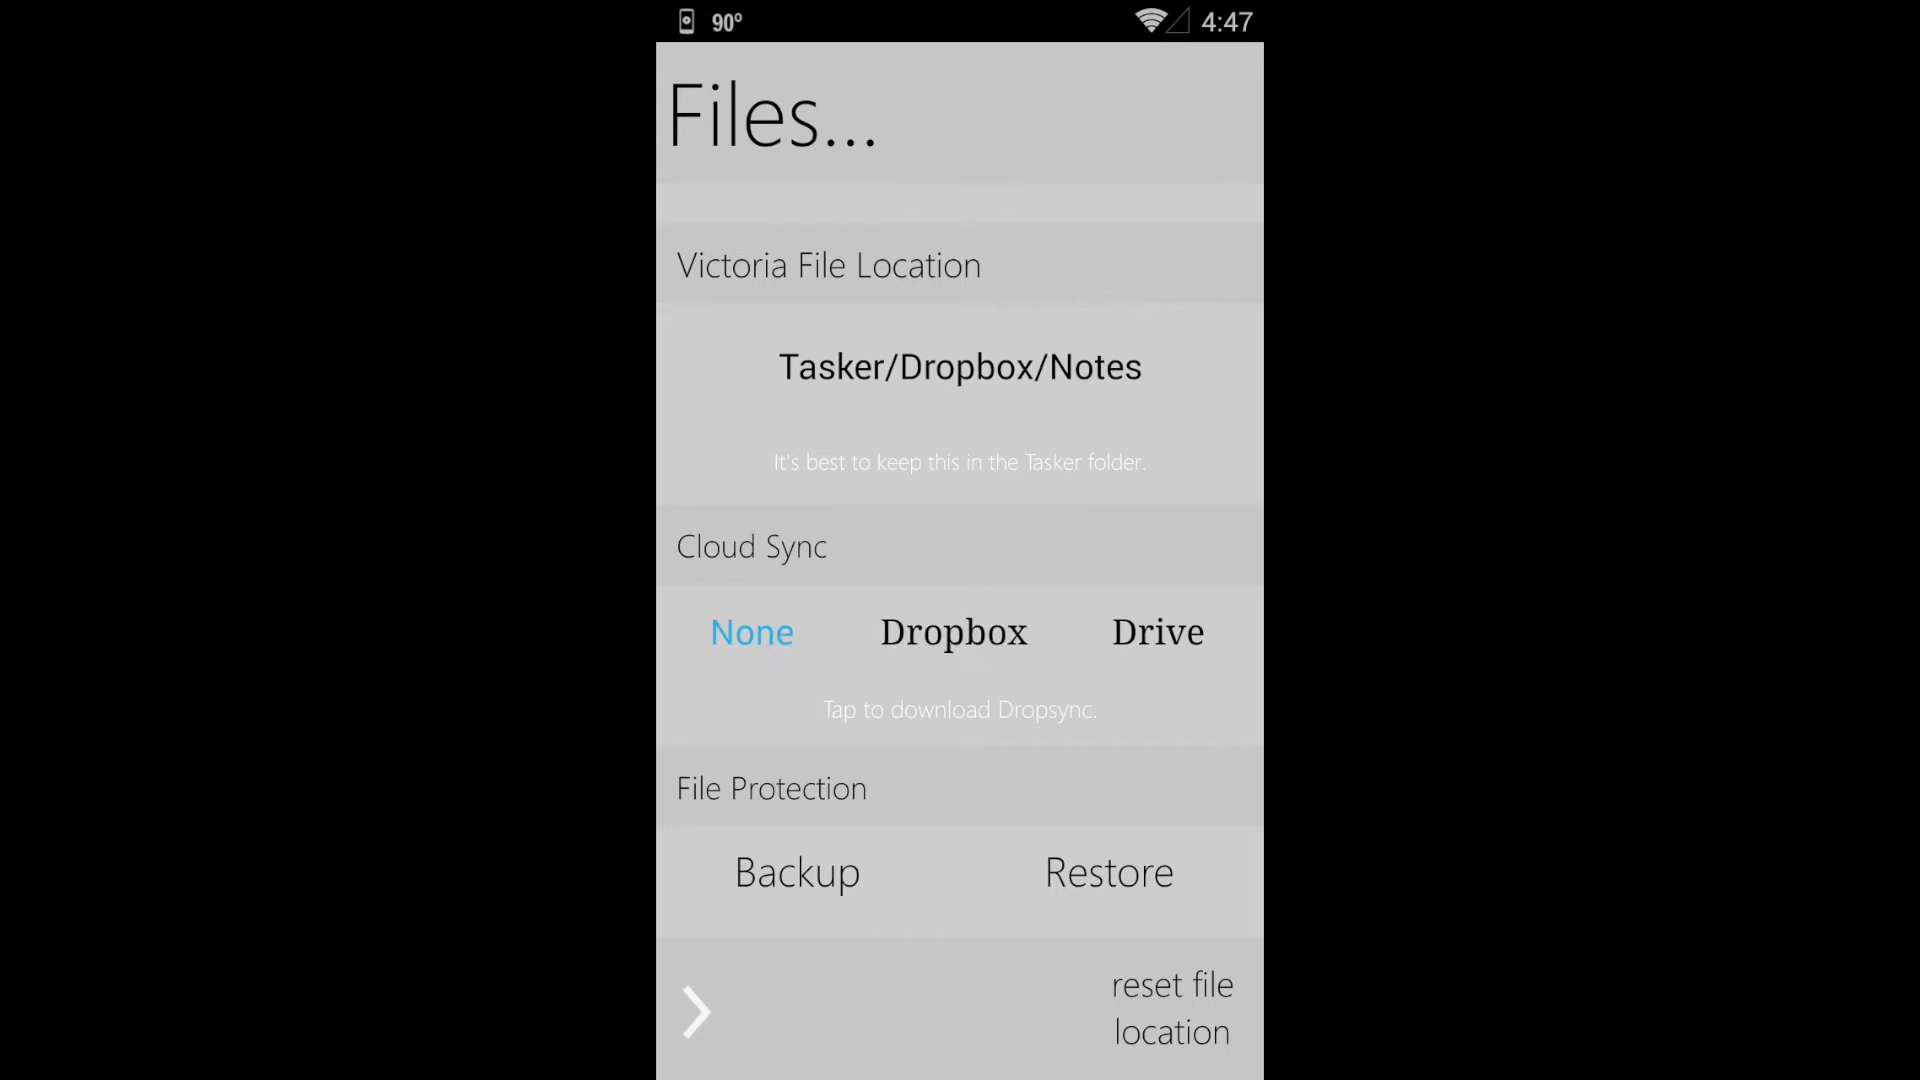 90º
4:47
Files...
Victoria File Location
Tasker/Dropbox/Notes
It's best to keep this in the Tasker folder.
Cloud Sync
None Dropbox Drive
Tap to download Dropsync.
File Protection
Backup Restore
reset file
location